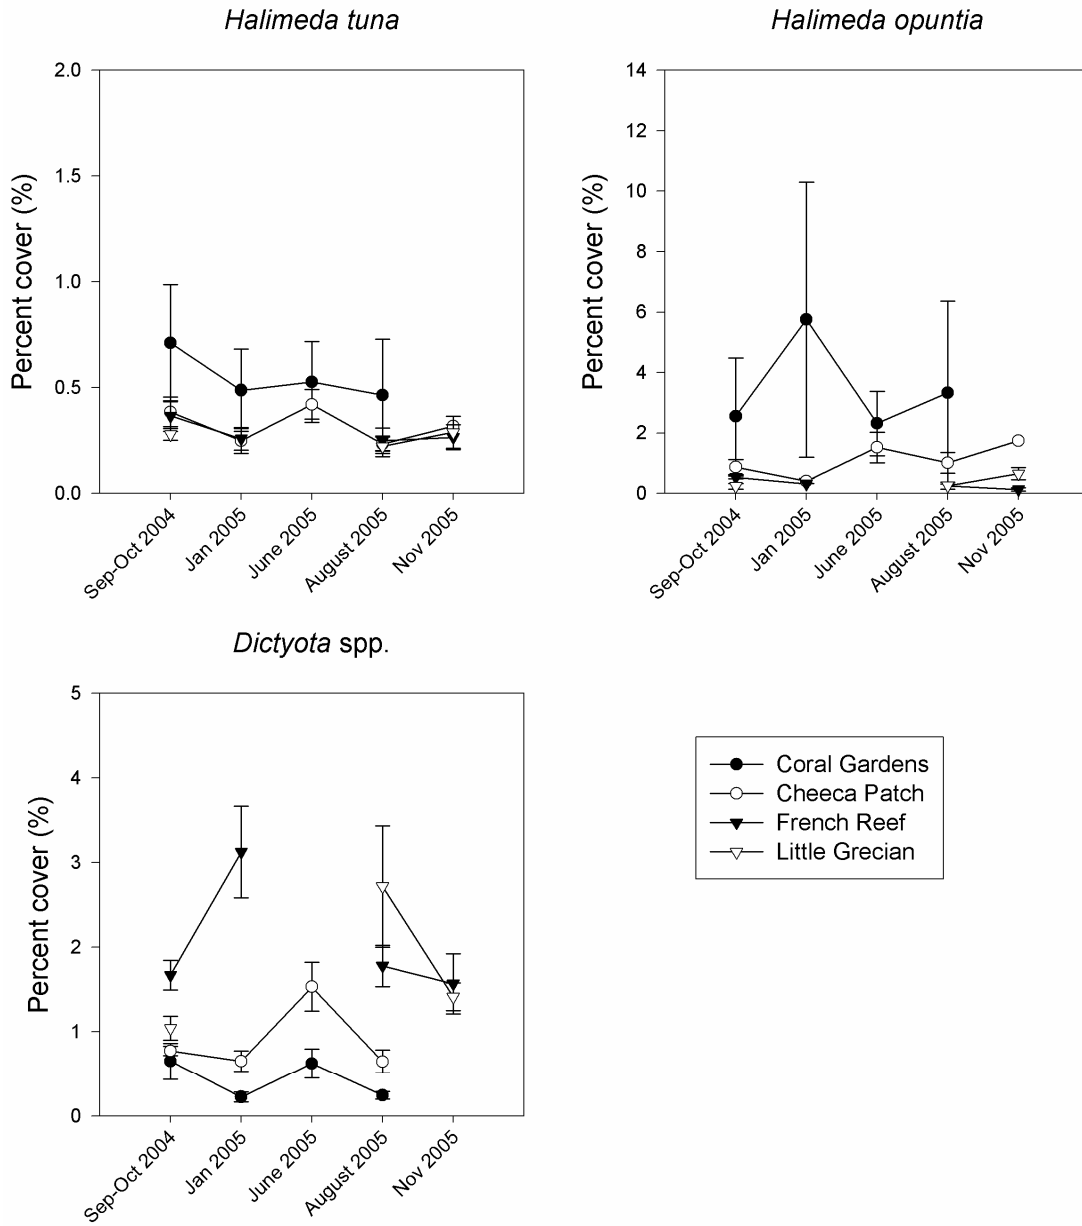 Halimeda tuna
Percent cover (%)
2.0
1.5
1.0
0.5
0.0
Sep-Oct 2004
Jan 2005
June 2005
August 2005
Nov 2005
Halimeda opuntia
Percent cover (%)
14
12
10
8
6
4
2
0
Sep-Oct 2004
Jan 2005
June 2005
August 2005
Nov 2005
Dictyota spp.
Percent cover (%)
5
4
3
2
1
0
Sep-Oct 2004
Jan 2005
June 2005
August 2005
Nov 2005
Coral Gardens
Cheeca Patch
French Reef
Little Grecian